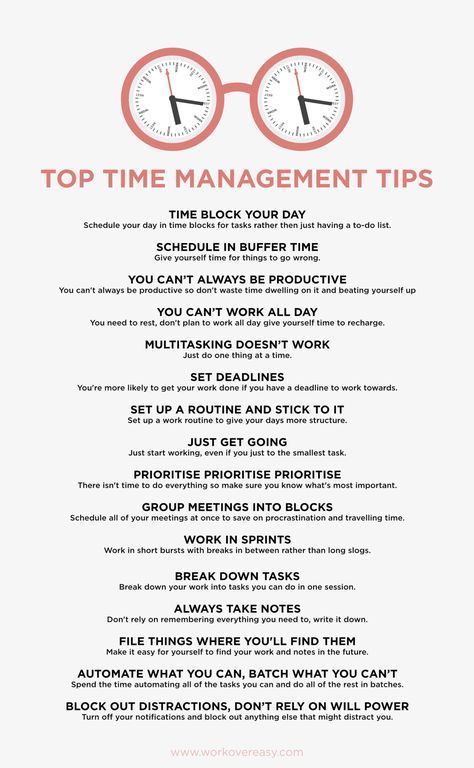 TOP TIME MANAGEMENT TIPS
TIME BLOCK YOUR DAY
Schedule your day in time blocks for tasks rather then just having a to-do list.
SCHEDULE IN BUFFER TIME
Give yourself time for things to go wrong.
YOU CAN'T ALWAYS BE PRODUCTIVE
You can't always be productive so don't waste time dwelling on it and beating yourself up
YOU CAN'T WORK ALL DAY
You need to rest, don't plan to work all day give yourself time to recharge.
MULTITASKING DOESN'T WORK
Just do one thing at a time.
SET DEADLINES
You're more likely to get your work done if you have a deadline to work towards.
SET UP A ROUTINE AND STICK TO IT
Set up a work routine to give your days more structure.
JUST GET GOING
Just start working, even if you just to the smallest task.
PRIORITISE PRIORITISE PRIORITISE
There isn't time to do everything so make sure you know what's most important.
GROUP MEETINGS INTO BLOCKS
Schedule all of your meetings at once to save on procrastination and travelling time.
WORK IN SPRINTS
Work in short bursts with breaks in between rather than long slogs.
BREAK DOWN TASKS
Break down your work into tasks you can do in one session.
ALWAYS TAKE NOTES
Don't rely on remembering everything you need to, write it down.
FILE THINGS WHERE YOU'LL FIND THEM
Make it easy for yourself to find your work and notes in the future.
AUTOMATE WHAT YOU CAN, BATCH WHAT YOU CAN'T
Spend the time automating all of the tasks you can and do all of the rest in batches.
BLOCK OUT DISTRACTIONS, DON'T RELY ON WILL POWER
Turn off your notifications and block out anything else that might distract you.
www.workovereasy.com